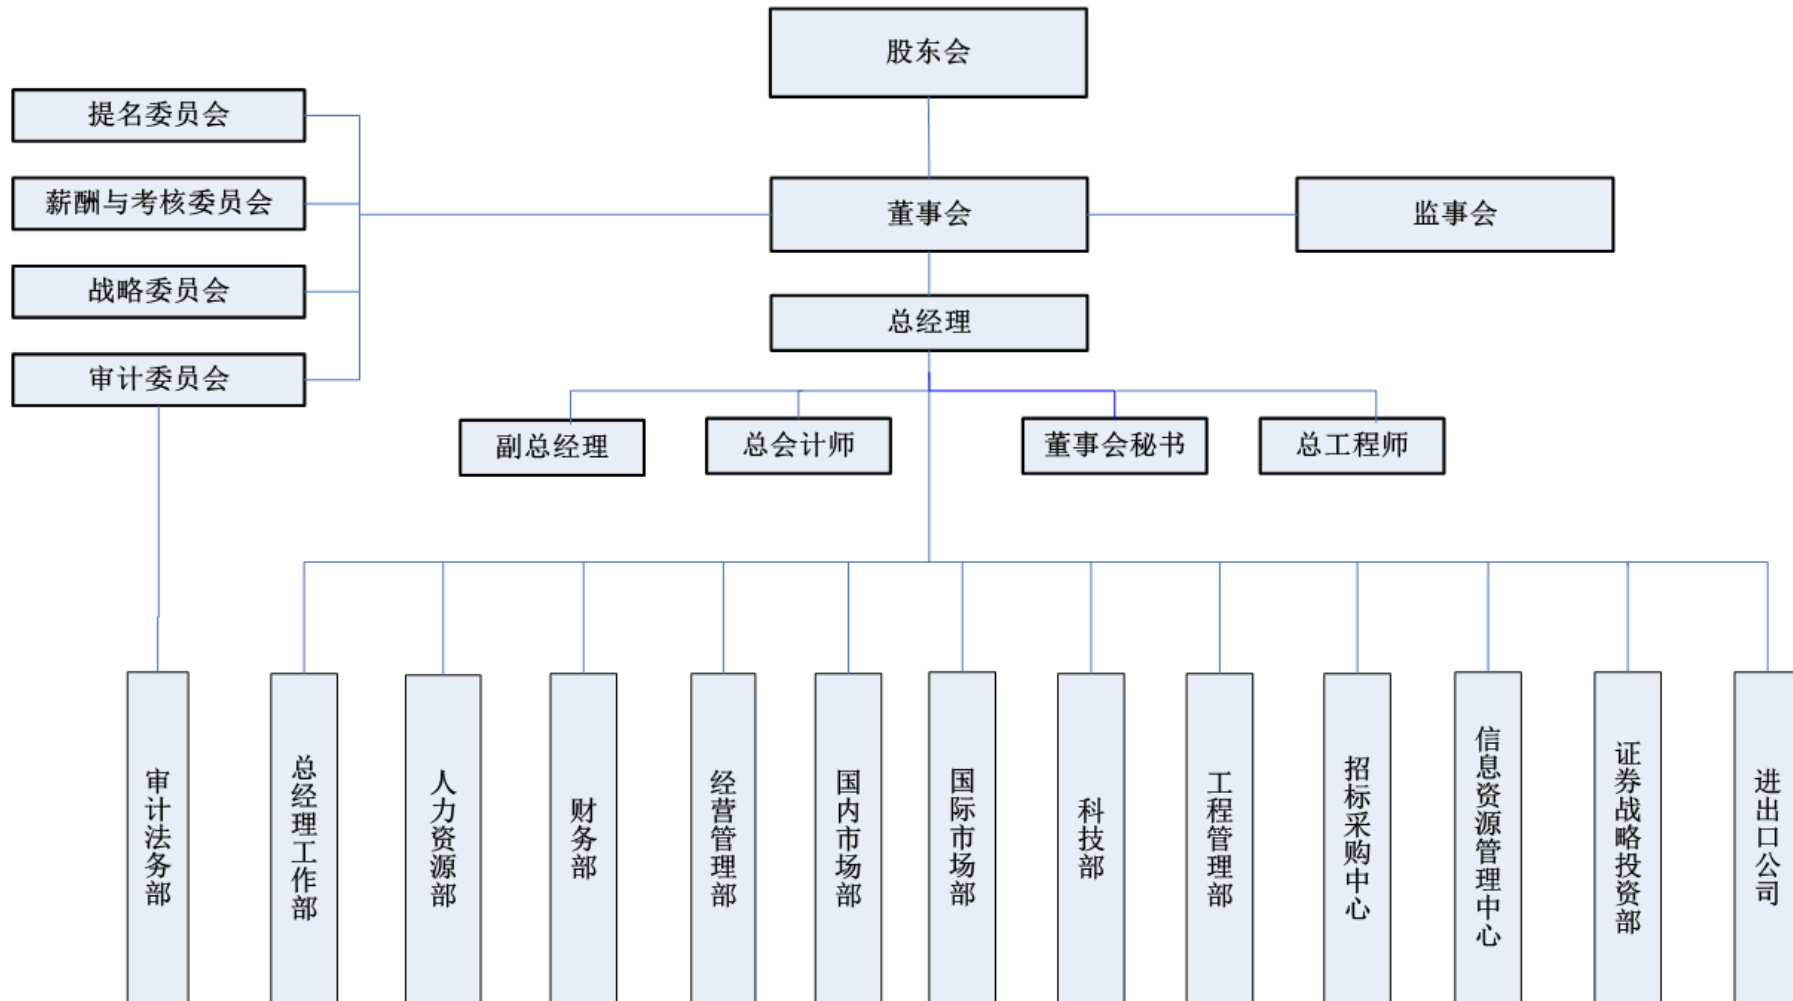 股东会
提名委员会
薪酬与考核委员会
董事会
监事会
战略委员会
总经理
审计委员会
副总经理
总会计师
董事会秘书
总工程师
审计法务部
总经理工作部
人力资源部
财务部
经营管理部
国内市场部
国际市场部
科技部
工程管理部
招标采购中心
信息资源管理中心
证券战略投资部
进出口公司